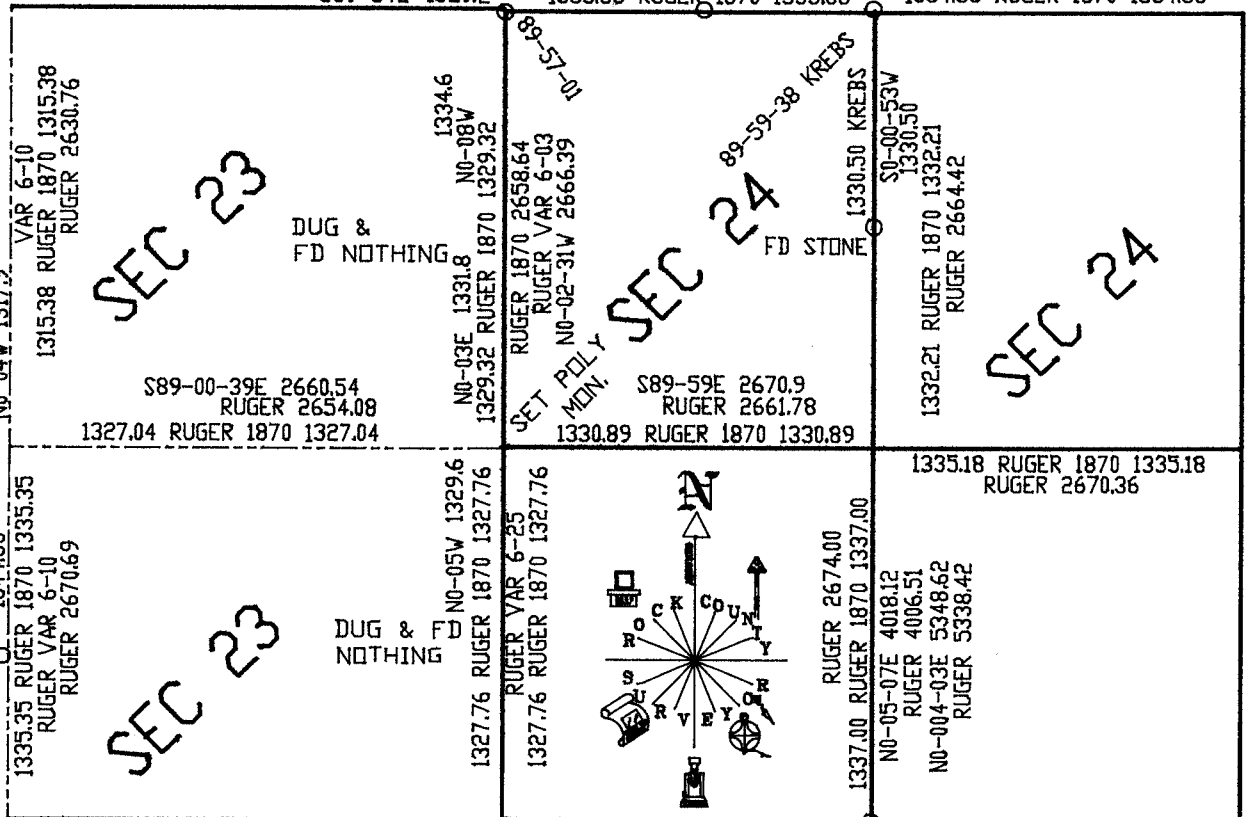 1335.35 RUGER 1870 1335.35
VAR 6-10
1315.38 RUGER 1870 1315.38
RUGER 2630.76
SEC 23
DUG &
FD NOTHING
1334.6
N0-08W
N0-03E 1331.8
1329.32 RUGER 1870 1329.32
S89-00-39E 2660.54
RUGER 2654.08
1327.04 RUGER 1870 1327.04
89-57-01
RUGER 1870 2658.64
RUGER VAR 6-03
N0-02-31W 2666.39
89-59-38 KREBS
SEC 24
FD STONE
1330.50 KREBS
SET POLY
MON.
S89-59E 2670.9
RUGER 2661.78
1330.89 RUGER 1870 1330.89
S0-00-53W
1330.50
1332.21 RUGER 1870 1332.21
RUGER 2664.42
SEC 24
RUGER VAR 6-10
RUGER 2670.69
SEC 23
DUG & FD
NOTHING
N0-05W 1329.6
1327.76 RUGER 1870 1327.76
RUGER VAR 6-25
1327.76 RUGER 1870 1327.76
N
ROCK COUNTY
SURVEYOR
RUGER 2674.00
1337.00 RUGER 1870 1337.00
1335.18 RUGER 1870 1335.18
RUGER 2670.36
N0-05-07E 4018.12
RUGER 4006.51
N0-004-03E 5348.62
RUGER 5338.42